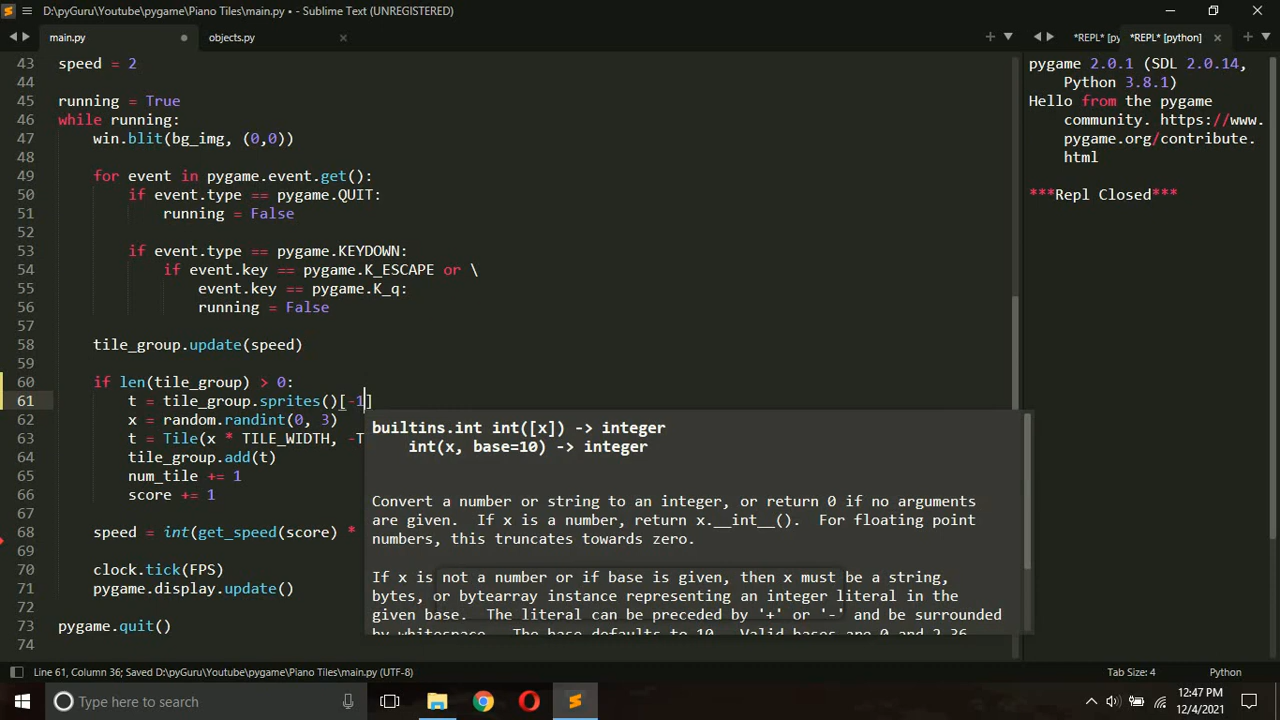 D:\pyGuru\Youtube\pygame\Piano Tiles\main.py • - Sublime Text (UNREGISTERED)
main.py
objects.py
*REPL* [py
*REPL* [python]
43 speed = 2
44
45 running = True
46 while running:
47 win.blit(bg_img, (0,0))
48
49 for event in pygame.event.get():
50 if event.type == pygame.QUIT:
51 running = False
52
53 if event.type == pygame.KEYDOWN:
54 if event.key == pygame.K_ESCAPE or \
55 event.key == pygame.K_q:
56 running = False
57
58 tile_group.update(speed)
59
60 if len(tile_group) > 0:
61 t = tile_group.sprites()[-1]
62 x = random.randint(0, 3)
63 t = Tile(x * TILE_WIDTH, -T
64 tile_group.add(t)
65 num_tile += 1
66 score += 1
67
68 speed = int(get_speed(score) *
69
70 clock.tick(FPS)
71 pygame.display.update()
72
73 pygame.quit()
74
builtins.int int([x]) -> integer
int(x, base=10) -> integer
Convert a number or string to an integer, or return 0 if no arguments
are given. If x is a number, return x.__int__(). For floating point
numbers, this truncates towards zero.
If x is not a number or if base is given, then x must be a string,
bytes, or bytearray instance representing an integer literal in the
given base. The literal can be preceded by '+' or '-' and be surrounded
by whitespace. The base defaults to 10. Valid bases are 0 and 2-36.
pygame 2.0.1 (SDL 2.0.14,
Python 3.8.1)
Hello from the pygame
community. https://www.
pygame.org/contribute.
html
***Repl Closed***
Line 61, Column 36; Saved D:\pyGuru\Youtube\pygame\Piano Tiles\main.py (UTF-8)
Tab Size: 4
Python
Type here to search
12:47 PM
12/4/2021